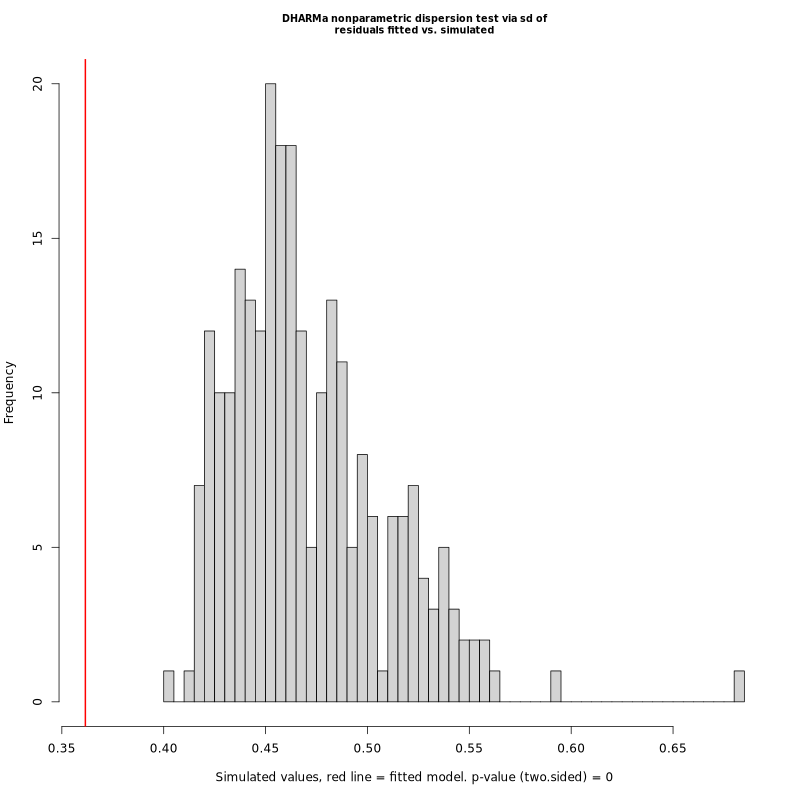 DHARMa nonparametric dispersion test via sd of
residuals fitted vs. simulated
Frequency
20
15
10
5
0
0.35 0.40 0.45 0.50 0.55 0.60 0.65
Simulated values, red line = fitted model. p-value (two.sided) = 0